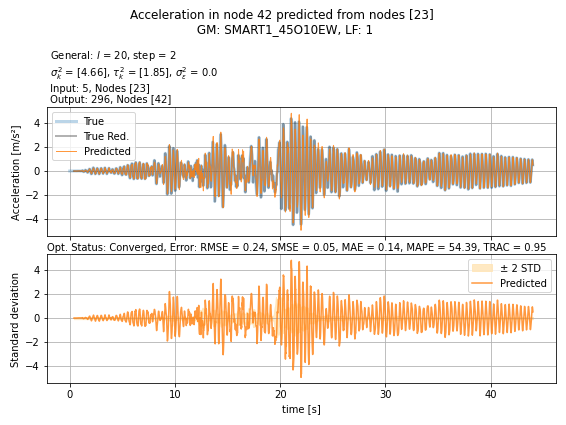 Acceleration in node 42 predicted from nodes [23]
GM: SMART1_45O10EW, LF: 1
General: l = 20, step = 2
σ²ₖ = [4.66], τ²ₖ = [1.85], σ²ε = 0.0
Input: 5, Nodes [23]
Output: 296, Nodes [42]
Acceleration [m/s²]
4
2
0
−2
−4
True
True Red.
Predicted
Opt. Status: Converged, Error: RMSE = 0.24, SMSE = 0.05, MAE = 0.14, MAPE = 54.39, TRAC = 0.95
Standard deviation
4
2
0
−2
−4
± 2 STD
Predicted
0
10
20
30
40
time [s]